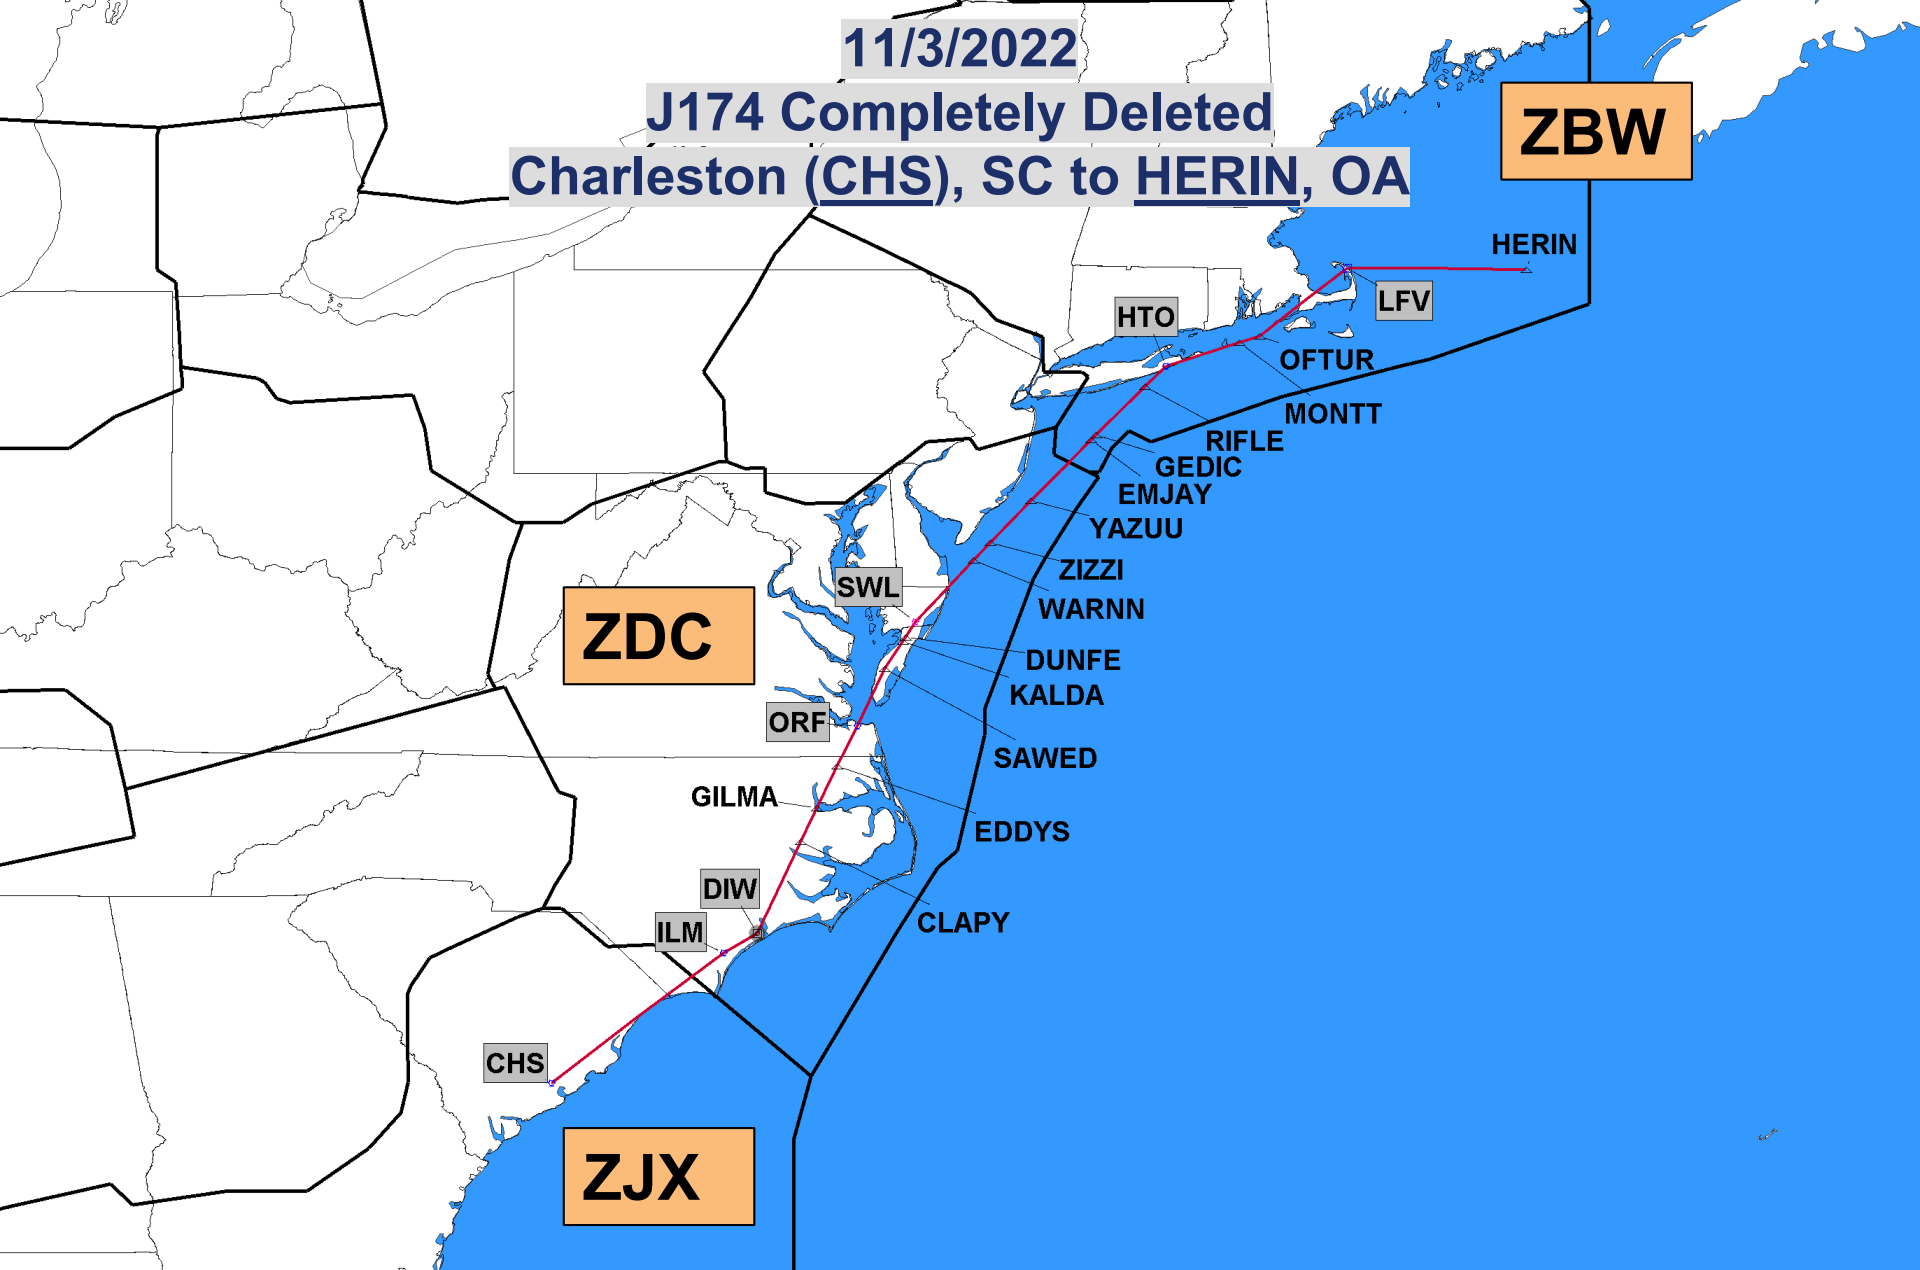 11/3/2022
J174 Completely Deleted
Charleston (CHS), SC to HERIN, OA
ZBW
HERIN
LFV
HTO
OFTUR
MONTT
RIFLE
GEDIC
EMJAY
YAZUU
ZIZZI
SWL
WARNN
ZDC
DUNFE
KALDA
ORF
SAWED
GILMA
EDDYS
DIW
CLAPY
ILM
CHS
ZJX